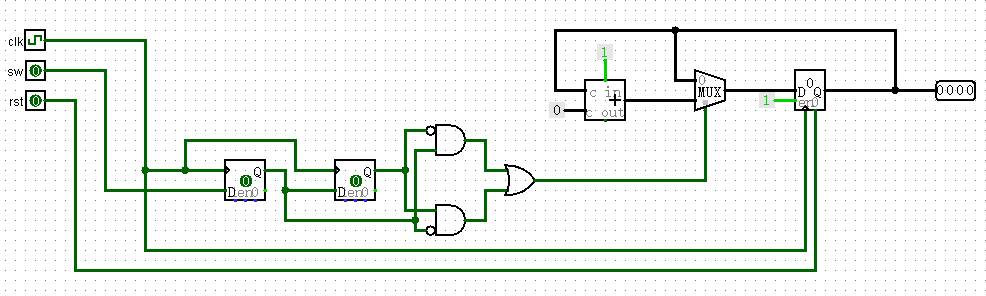 clk
sw 0
rst 0
1
c in
+
0
c out
0
MUX
0
D Q
1 en 0
0000
Q
0
D en 0
Q
0
D en 0